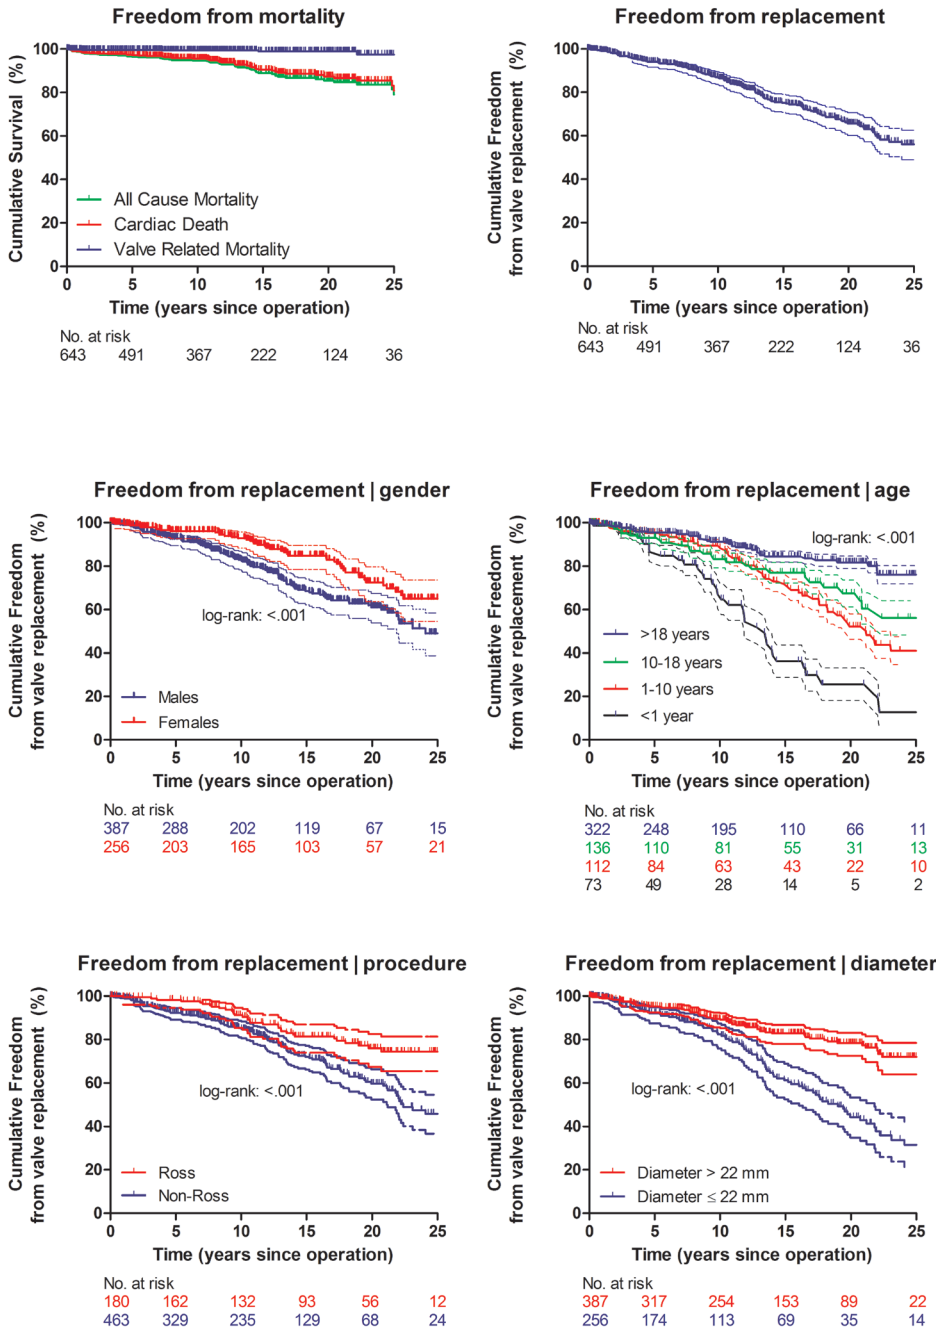 Freedom from mortality
Cumulative Survival (%)
100
80
60
40
20
0
All Cause Mortality
Cardiac Death
Valve Related Mortality
0 5 10 15 20 25
Time (years since operation)
No. at risk
643 491 367 222 124 36
Freedom from replacement
Cumulative Freedom
from valve replacement (%)
100
80
60
40
20
0
0 5 10 15 20 25
Time (years since operation)
No. at risk
643 491 367 222 124 36
Freedom from replacement | gender
Cumulative Freedom
from valve replacement (%)
100
80
60
40
20
0
log-rank: <.001
Males
Females
0 5 10 15 20 25
Time (years since operation)
No. at risk
387 288 202 119 67 15
256 203 165 103 57 21
Freedom from replacement | age
Cumulative Freedom
from valve replacement (%)
100
80
60
40
20
0
log-rank: <.001
>18 years
10-18 years
1-10 years
<1 year
0 5 10 15 20 25
Time (years since operation)
No. at risk
322 248 195 110 66 11
136 110 81 55 31 13
112 84 63 43 22 10
73 49 28 14 5 2
Freedom from replacement | procedure
Cumulative Freedom
from valve replacement (%)
100
80
60
40
20
0
log-rank: <.001
Ross
Non-Ross
0 5 10 15 20 25
Time (years since operation)
No. at risk
180 162 132 93 56 12
463 329 235 129 68 24
Freedom from replacement | diameter
Cumulative Freedom
from valve replacement (%)
100
80
60
40
20
0
log-rank: <.001
Diameter > 22 mm
Diameter ≤ 22 mm
0 5 10 15 20 25
Time (years since operation)
No. at risk
387 317 254 153 89 22
256 174 113 69 35 14